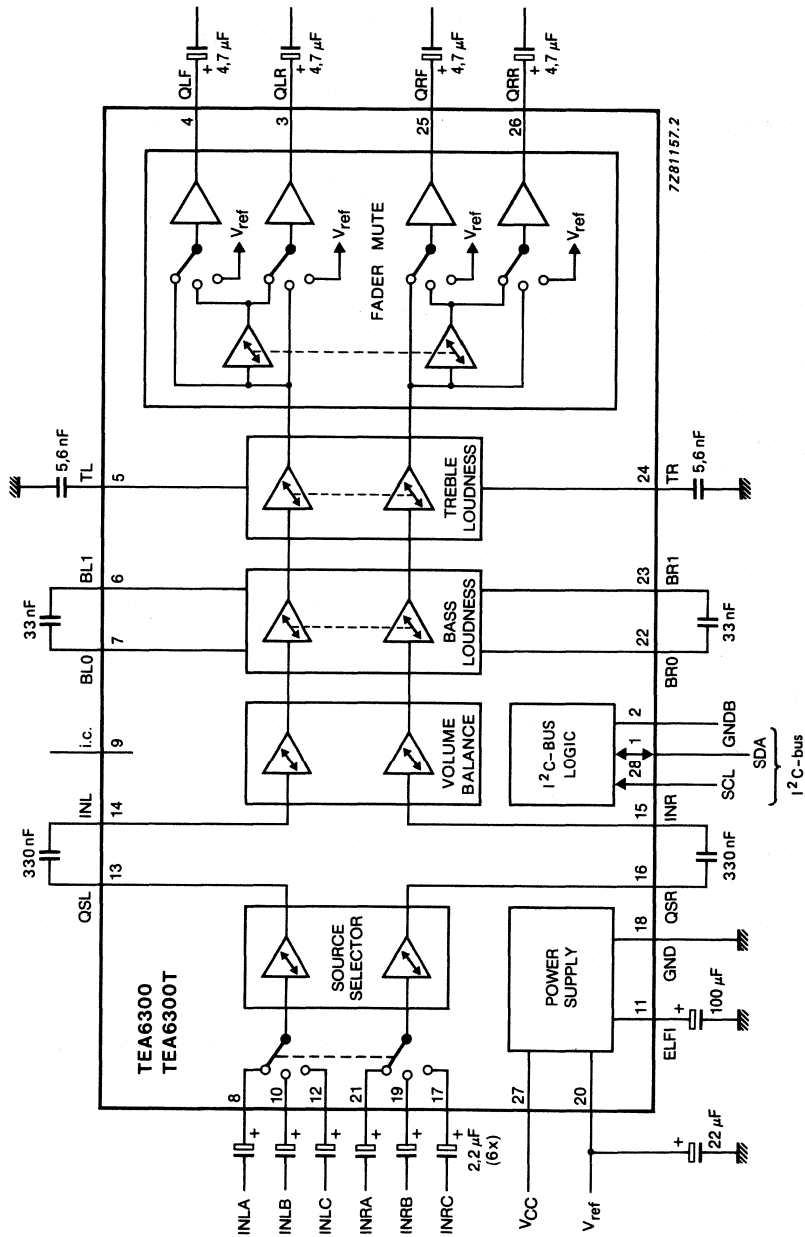 TEA6300
TEA6300T
INLA
INLB
INLC
INRA
INRB
INRC
+
+
+
+
+
+
2,2 µF
(6x)
8
10
12
21
19
17
SOURCE
SELECTOR
QSL
13
330 nF
14
INL
i.c.
9
QSR
16
330 nF
15
INR
VOLUME
BALANCE
BL0
7
33 nF
6
BL1
BASS
LOUDNESS
BR0
22
33 nF
23
BR1
TL
5
5,6 nF
TREBLE
LOUDNESS
24
TR
5,6 nF
FADER MUTE
Vref
Vref
Vref
Vref
4
QLF
+
4,7 µF
3
QLR
+
4,7 µF
25
QRF
+
4,7 µF
26
QRR
+
4,7 µF
VCC
27
Vref
20
+
22 µF
POWER
SUPPLY
11
ELFI
+
100 µF
18
GND
I²C-BUS
LOGIC
28
1
2
SCL
SDA
GNDB
I²C-bus
7Z81157.2